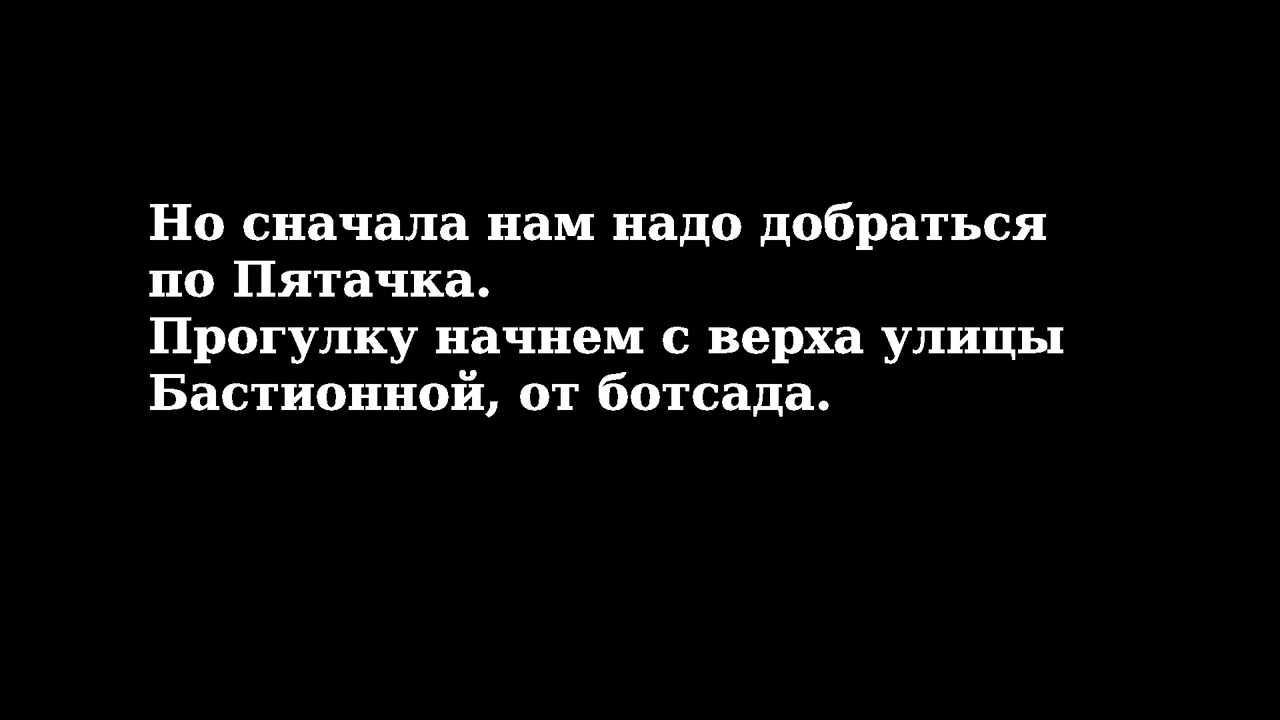 Но сначала нам надо добраться
по Пятачка.
Прогулку начнем с верха улицы
Бастионной, от ботсада.